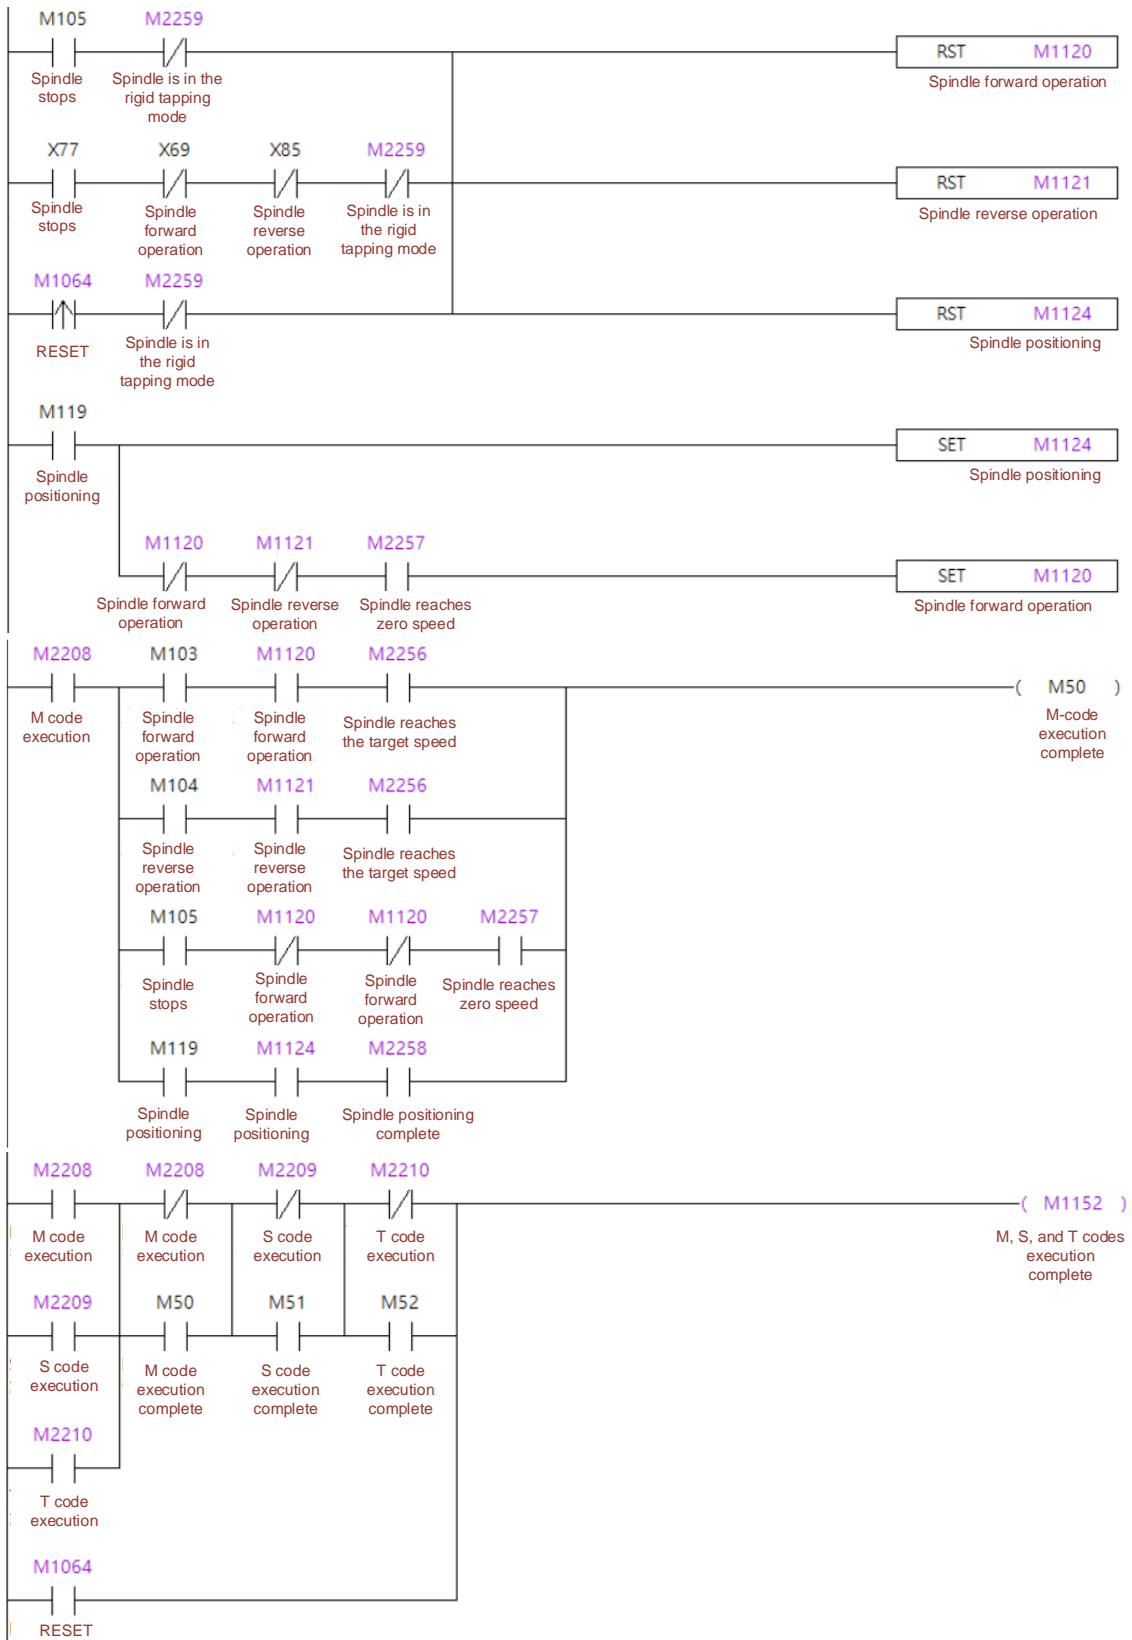 M105 M2259
RST M1120
Spindle Spindle is in the
stops rigid tapping
mode
Spindle forward operation
X77 X69 X85 M2259
RST M1121
Spindle Spindle Spindle Spindle is in
stops forward reverse the rigid
operation operation tapping mode
Spindle reverse operation
M1064 M2259
RST M1124
RESET Spindle is in
the rigid
tapping mode
Spindle positioning
M119
SET M1124
Spindle
positioning
Spindle positioning
M1120 M1121 M2257
SET M1120
Spindle forward Spindle reverse Spindle reaches
operation operation zero speed
Spindle forward operation
M2208 M103 M1120 M2256
( M50 )
M code Spindle Spindle Spindle reaches
execution forward forward the target speed
operation operation
M-code
execution
complete
M104 M1121 M2256
Spindle Spindle Spindle reaches
reverse reverse the target speed
operation operation
M105 M1120 M1120 M2257
Spindle Spindle Spindle Spindle reaches
stops forward forward zero speed
operation operation
M119 M1124 M2258
Spindle Spindle Spindle positioning
positioning positioning complete
M2208 M2208 M2209 M2210
( M1152 )
M code M code S code T code
execution execution execution execution
M, S, and T codes
execution
complete
M2209 M50 M51 M52
S code M code S code T code
execution execution execution execution
complete complete complete
M2210
T code
execution
M1064
RESET